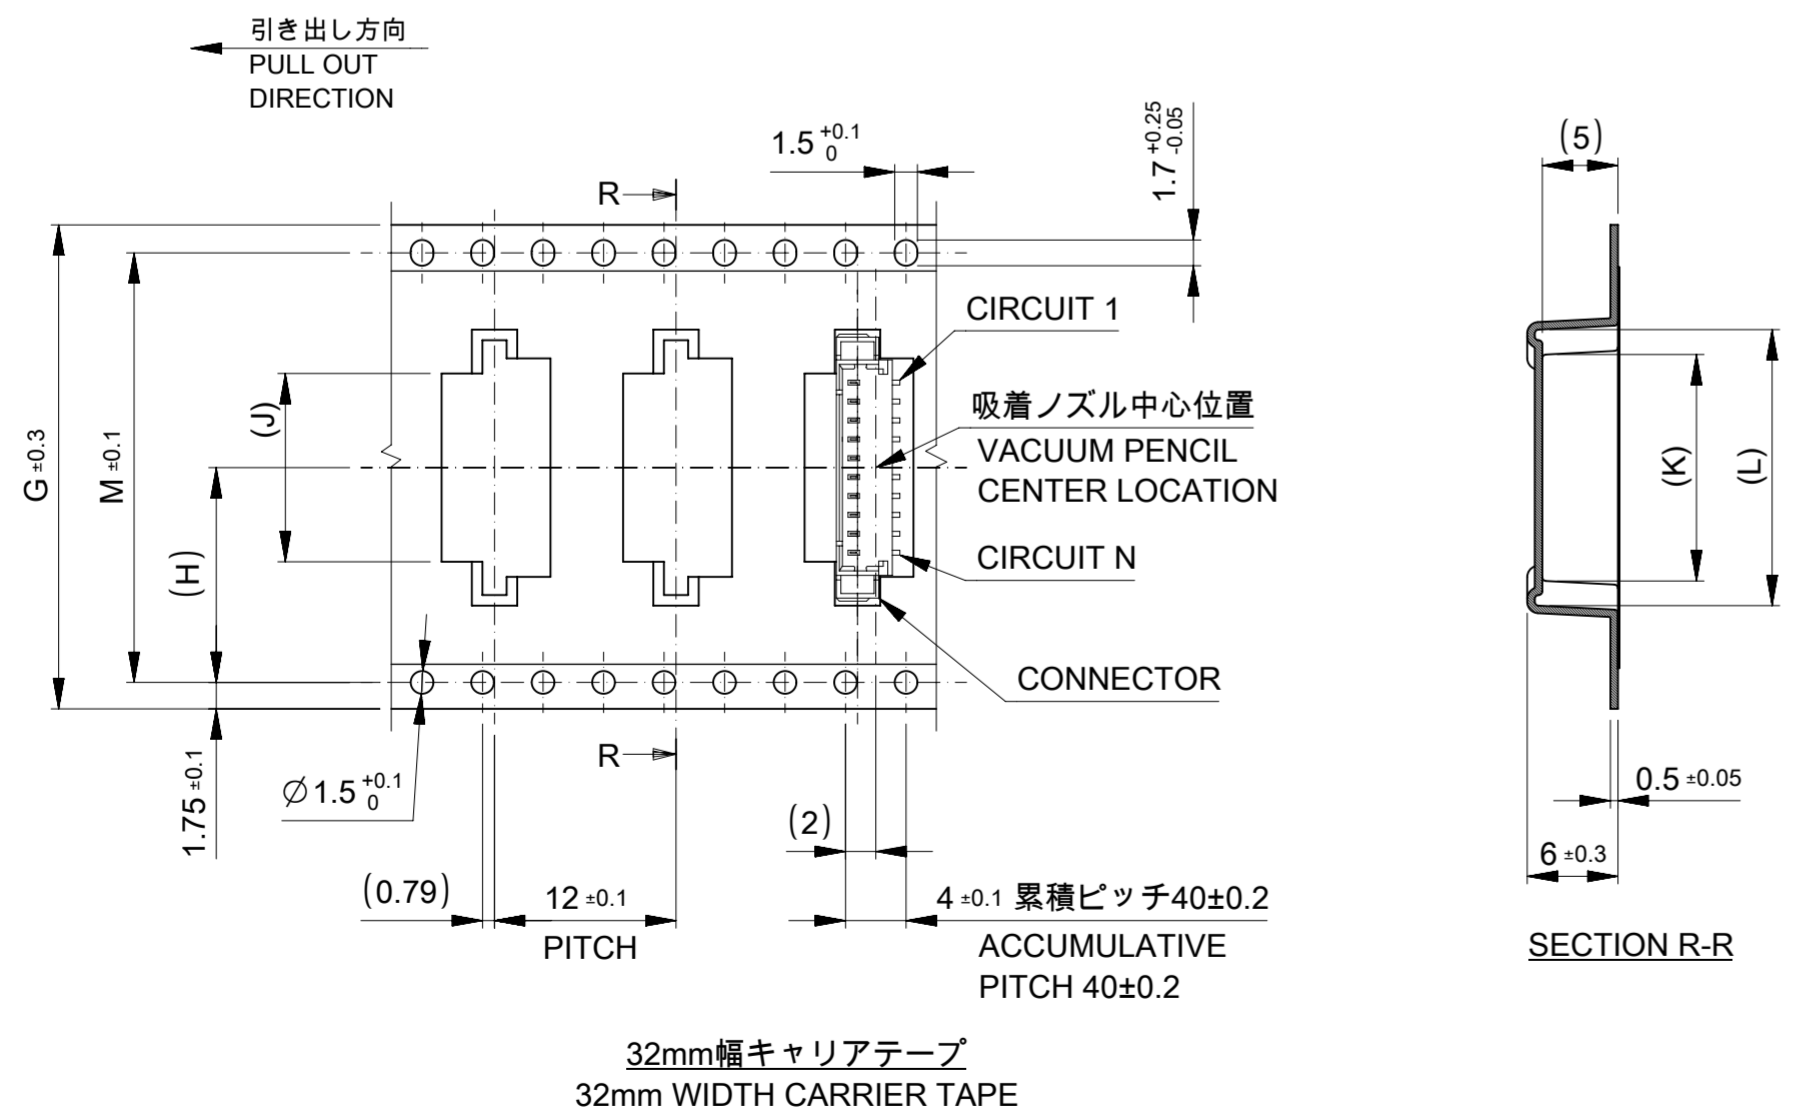 引き出し方向
PULL OUT
DIRECTION
1.5 +0.1 0
1.7 +0.25 -0.05
(5)
R
CIRCUIT 1
吸着ノズル中心位置
VACUUM PENCIL
CENTER LOCATION
CIRCUIT N
CONNECTOR
G ±0.3
M ±0.1
(J)
(H)
(K)
(L)
1.75 ±0.1
∅1.5 +0.1 0
R
(2)
0.5 ±0.05
6 ±0.3
(0.79)
12 ±0.1
PITCH
4 ±0.1 累積ピッチ40±0.2
ACCUMULATIVE
PITCH 40±0.2
SECTION R-R
32mm幅キャリアテープ
32mm WIDTH CARRIER TAPE